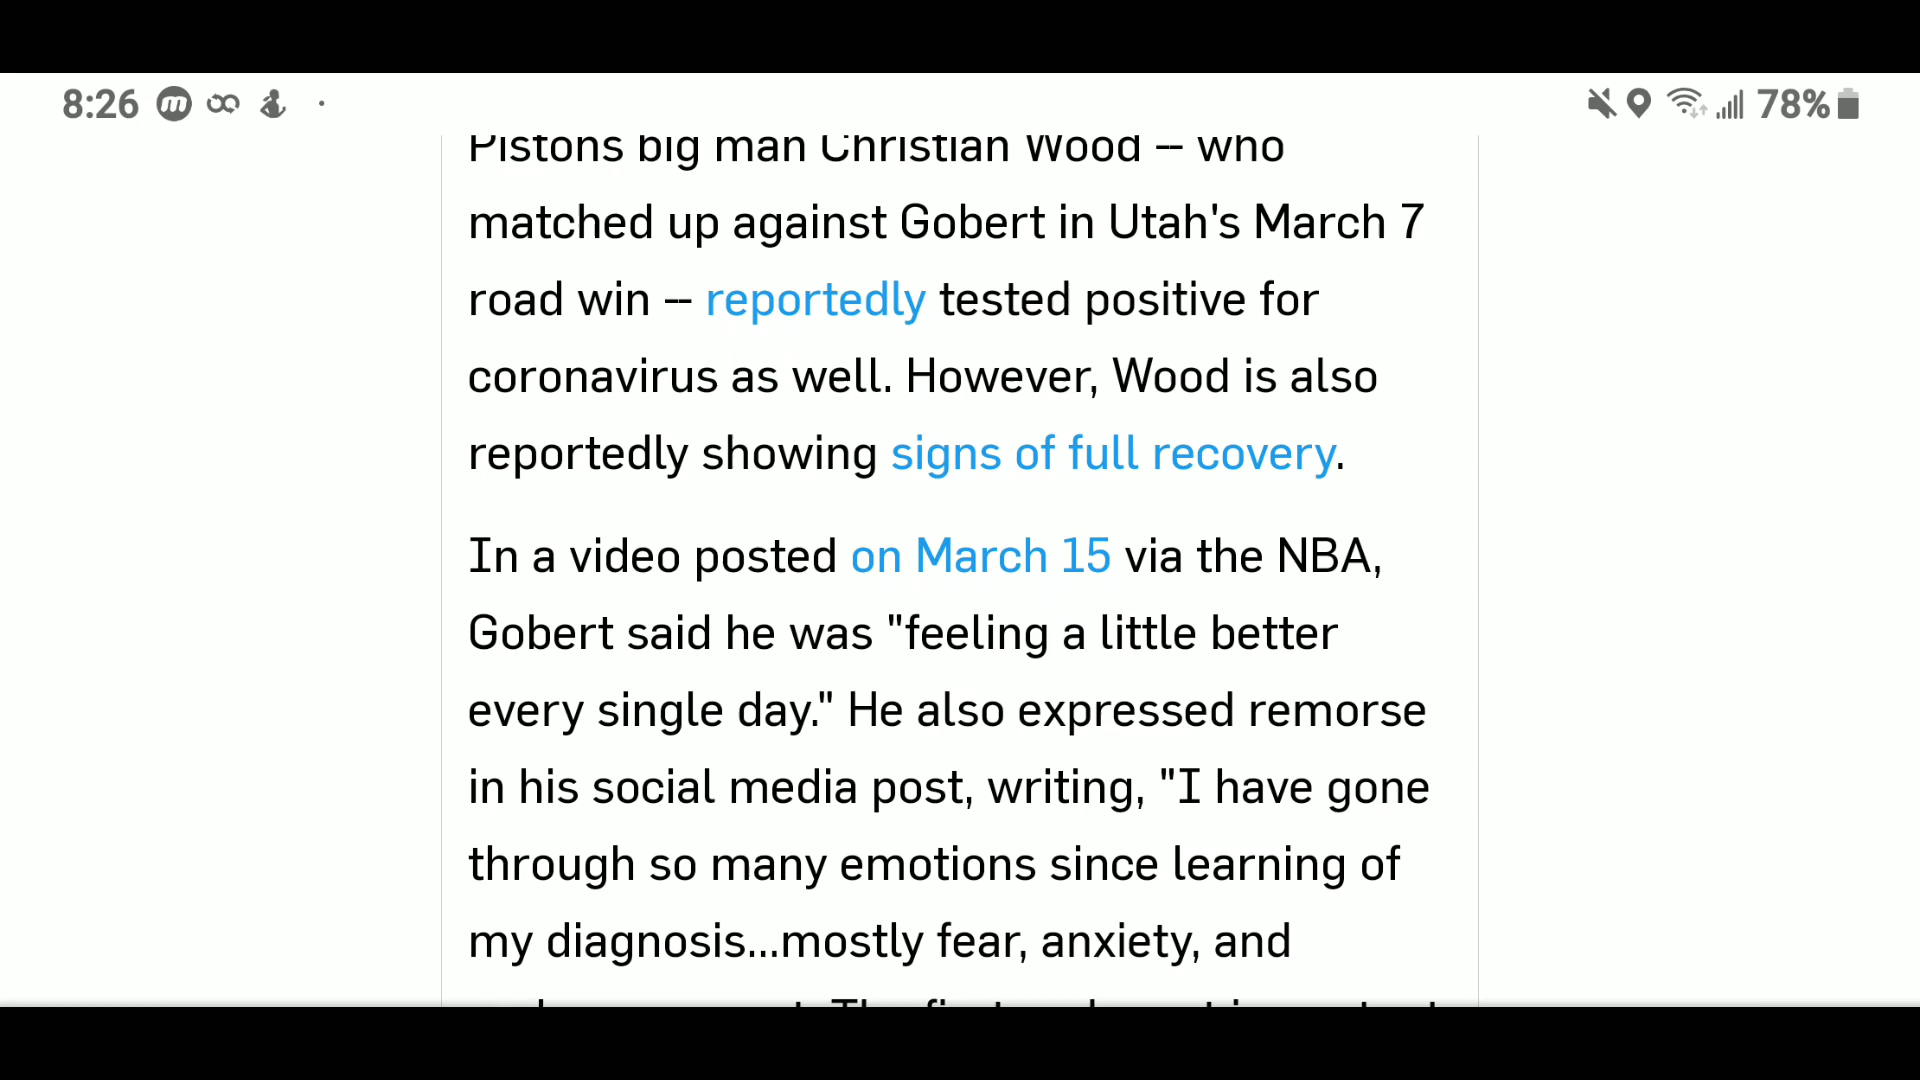 8:26
78%
Pistons big man Christian Wood -- who
matched up against Gobert in Utah's March 7
road win -- reportedly tested positive for
coronavirus as well. However, Wood is also
reportedly showing signs of full recovery.
In a video posted on March 15 via the NBA,
Gobert said he was "feeling a little better
every single day." He also expressed remorse
in his social media post, writing, "I have gone
through so many emotions since learning of
my diagnosis...mostly fear, anxiety, and